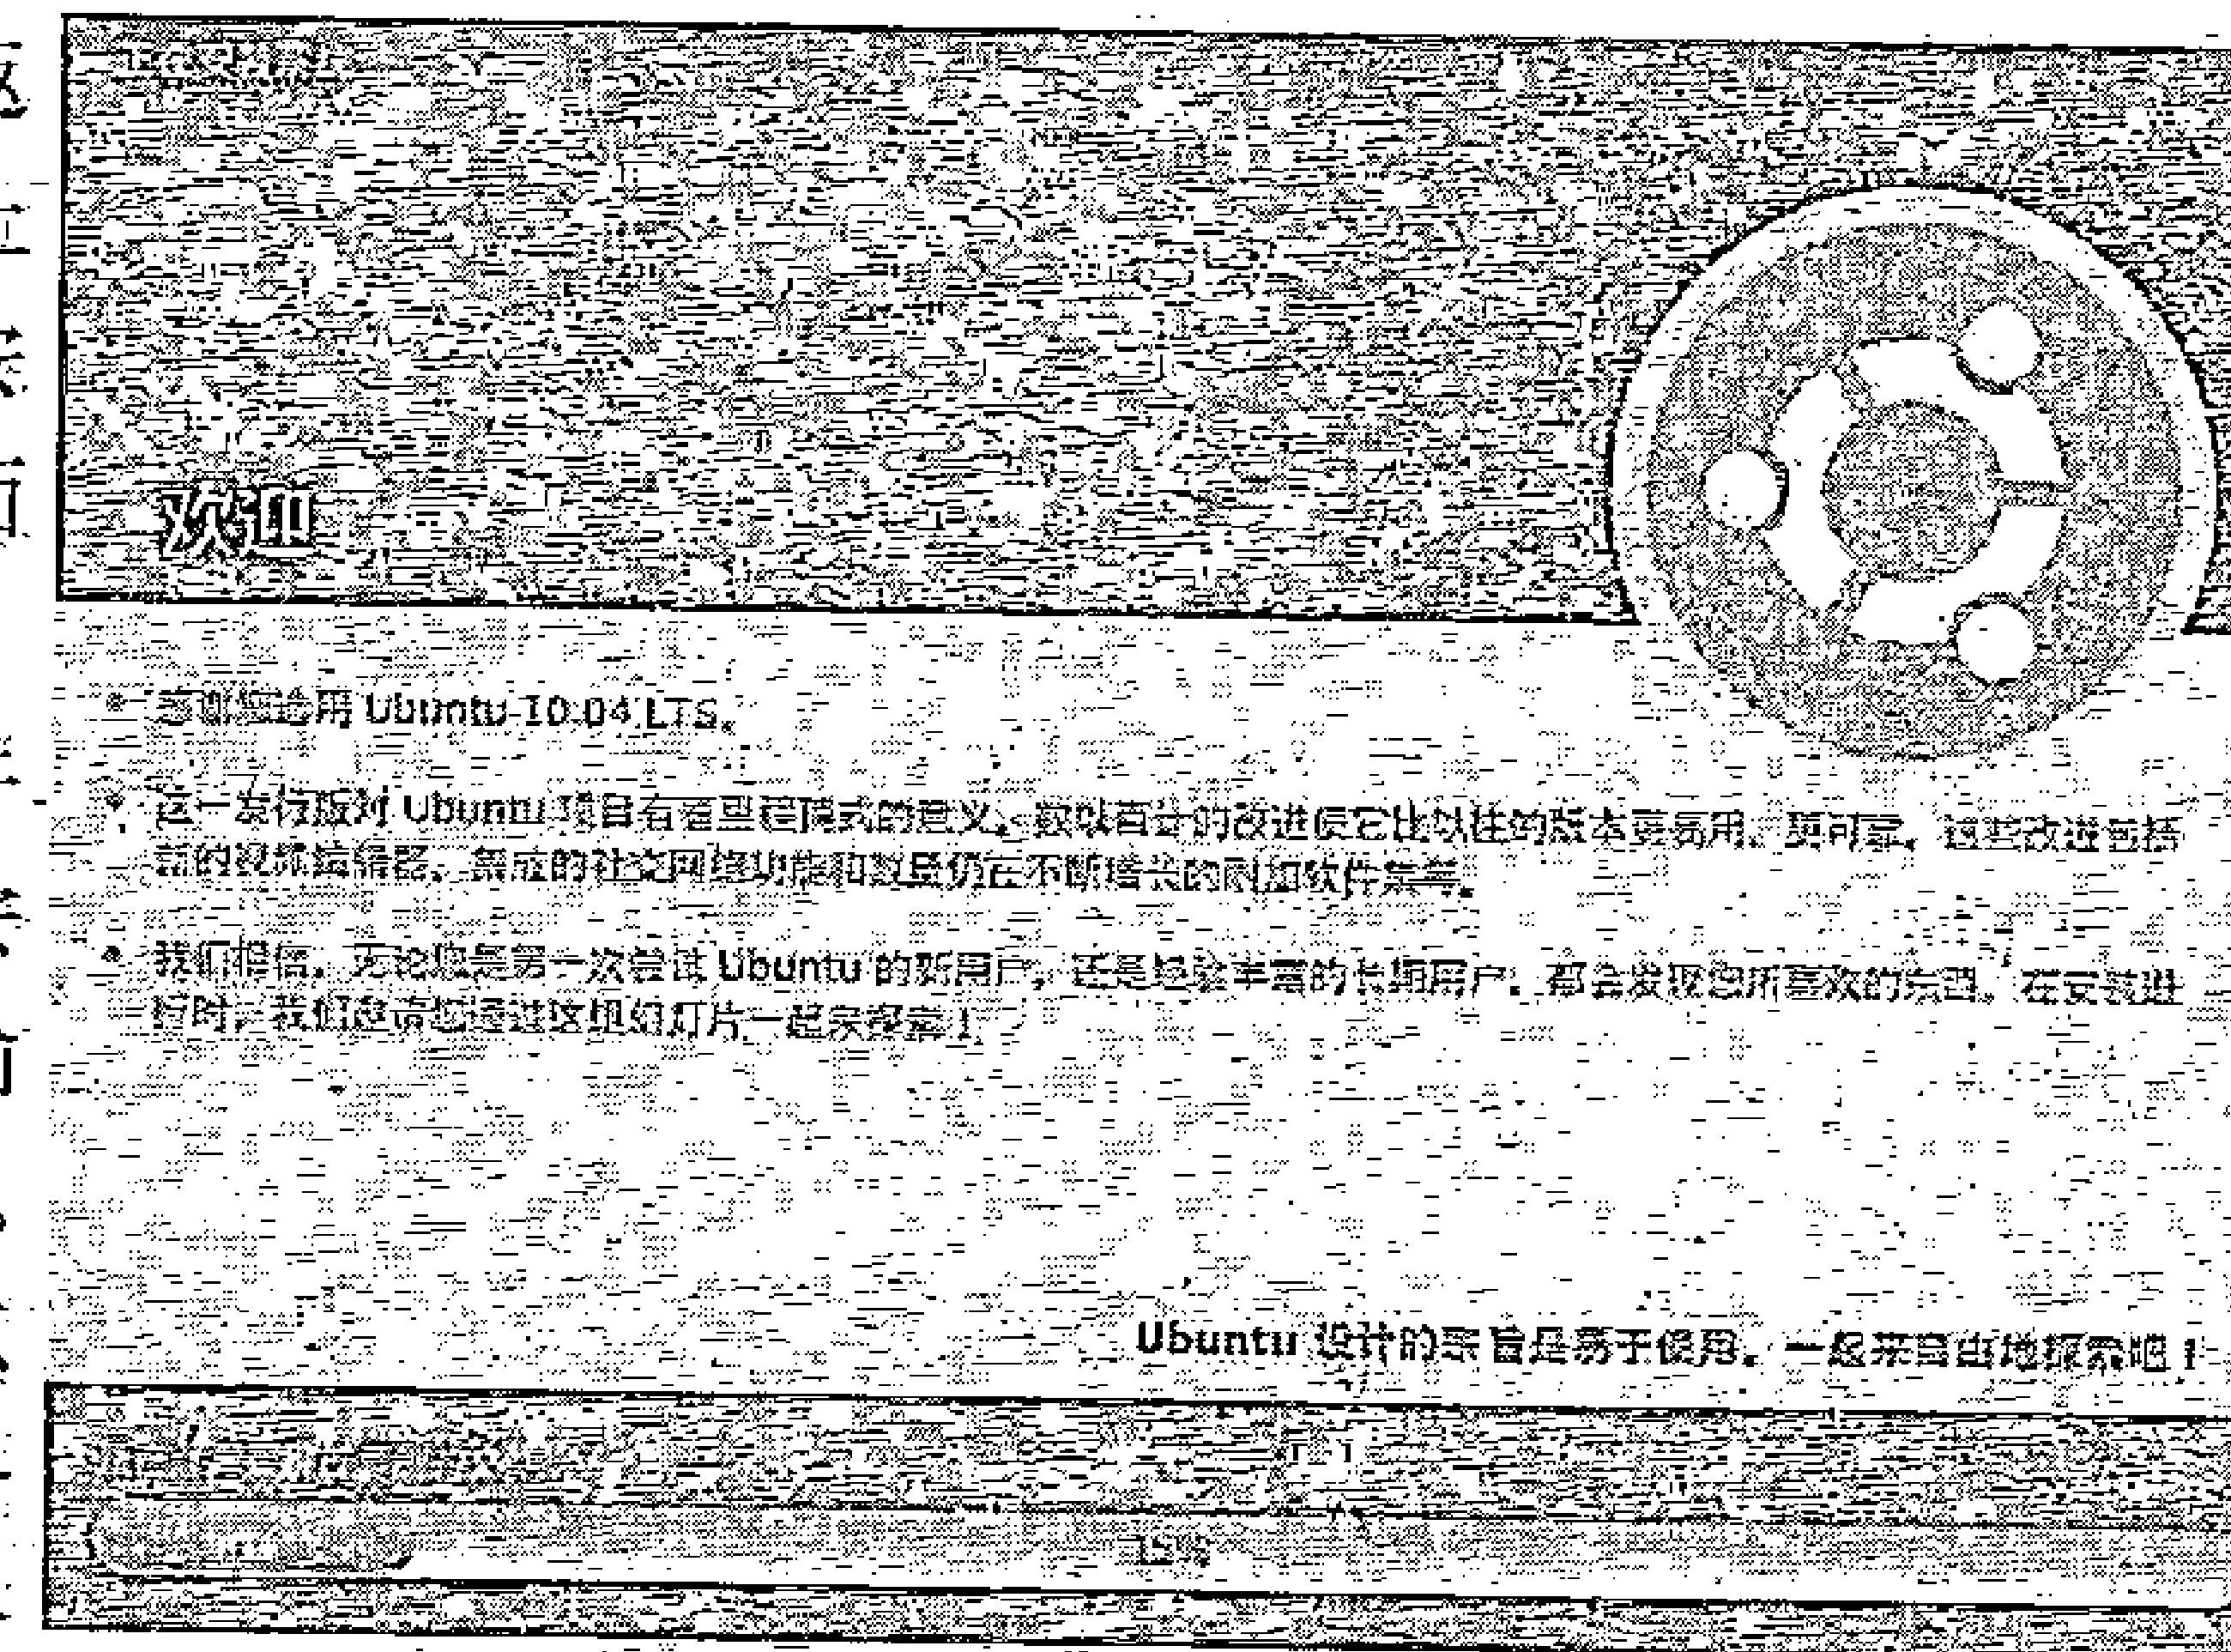 欢迎
感谢您选用 Ubuntu 10.04 LTS。
这一发行版对 Ubuntu 项目有着里程碑式的意义。数以百计的改进使它比以往的版本更易用、更可靠。这些改进包括
新的视频编辑器、集成的社交网络功能和数量仍在不断增长的附加软件集等。
我们相信，无论您是第一次尝试 Ubuntu 的新用户，还是经验丰富的长期用户，都会发现您所喜欢的东西。在安装进
行时，我们邀请您通过这组幻灯片一起来探索！
Ubuntu 设计的宗旨是易于使用。一起来自由地探索吧！
15%